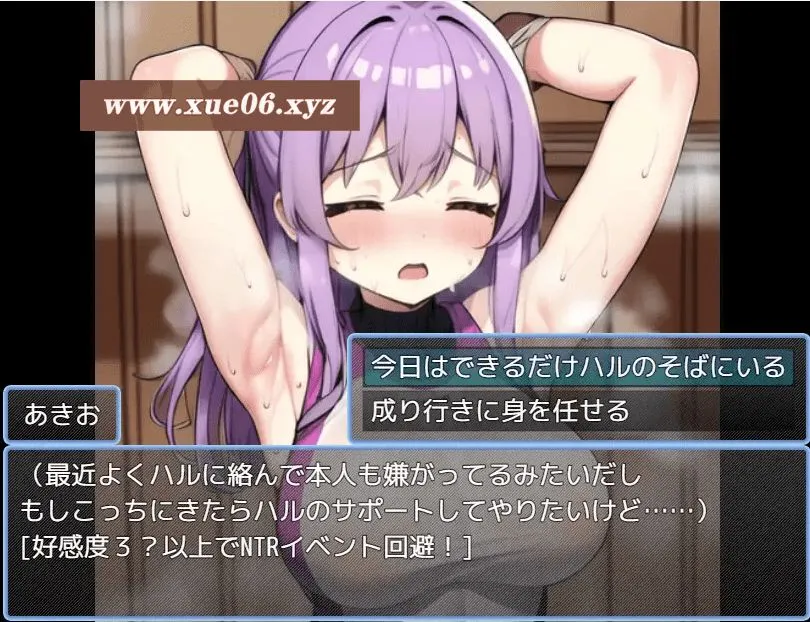 www.xue06.xyz
今日はできるだけハルのそばにいる
成り行きに身を任せる
あきお
（最近よくハルに絡んで本人も嫌がってるみたいだし
もしこっちにきたらハルのサポートしてやりたいけど……）
[好感度３？以上でNTRイベント回避！]